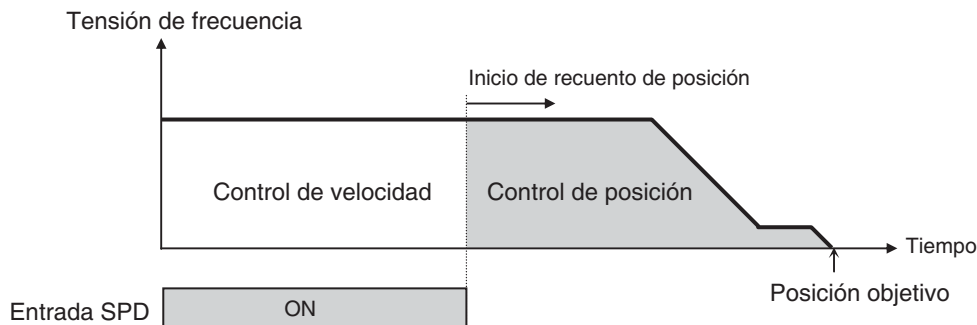 Tensión de frecuencia
Inicio de recuento de posición
Control de velocidad
Control de posición
Tiempo
Posición objetivo
Entrada SPD
ON